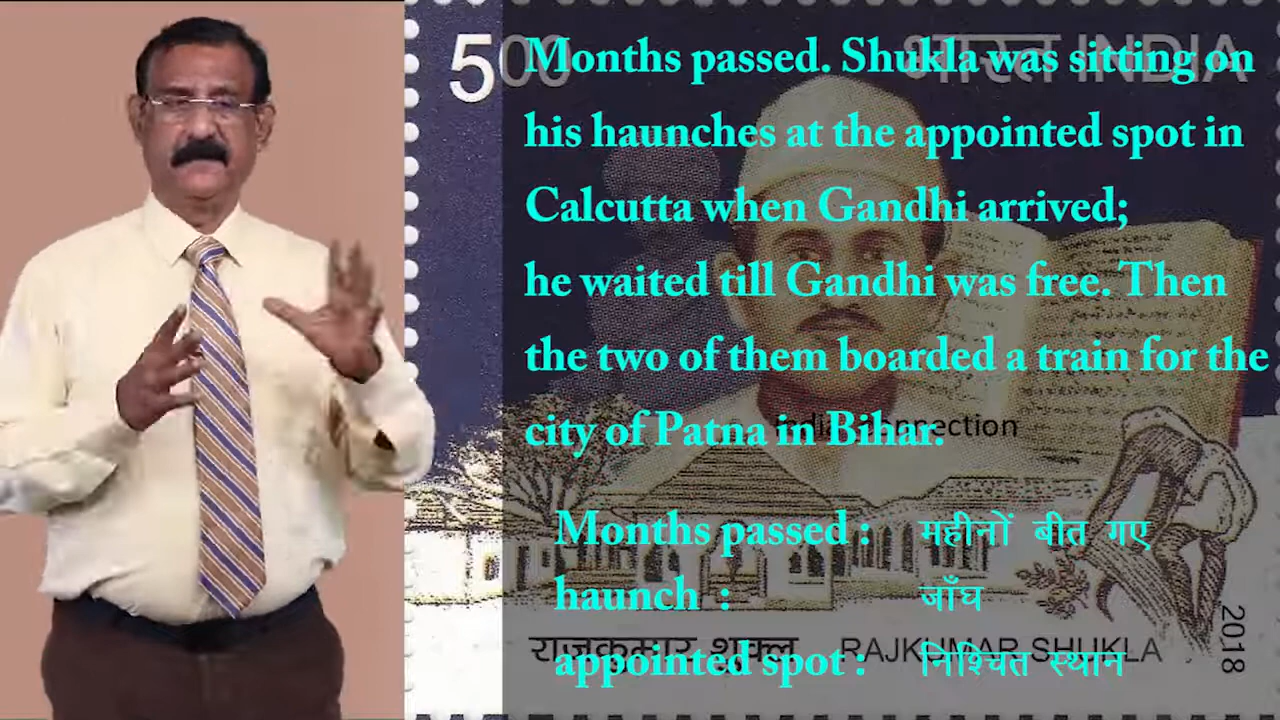 500
भारत INDIA
Months passed. Shukla was sitting on
his haunches at the appointed spot in
Calcutta when Gandhi arrived;
he waited till Gandhi was free. Then
the two of them boarded a train for the
city of Patna in Bihar.
Months passed : महीनों बीत गए
haunch : जाँघ
appointed spot : निश्चित स्थान
राजकुमार शुक्ल RAJKUMAR SHUKLA
2018